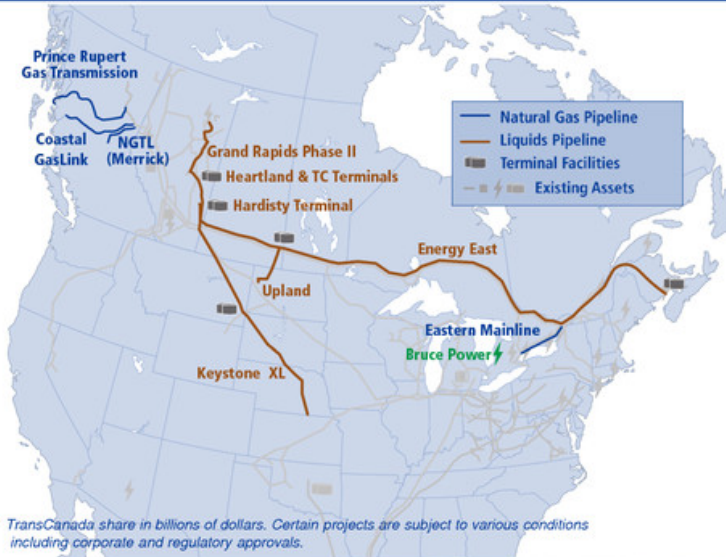 Prince Rupert
Gas Transmission
Coastal
GasLink
NGTL
(Merrick)
Grand Rapids Phase II
Heartland & TC Terminals
Hardisty Terminal
Natural Gas Pipeline
Liquids Pipeline
Terminal Facilities
Existing Assets
Energy East
Upland
Eastern Mainline
Bruce Power
Keystone XL
TransCanada share in billions of dollars. Certain projects are subject to various conditions
including corporate and regulatory approvals.